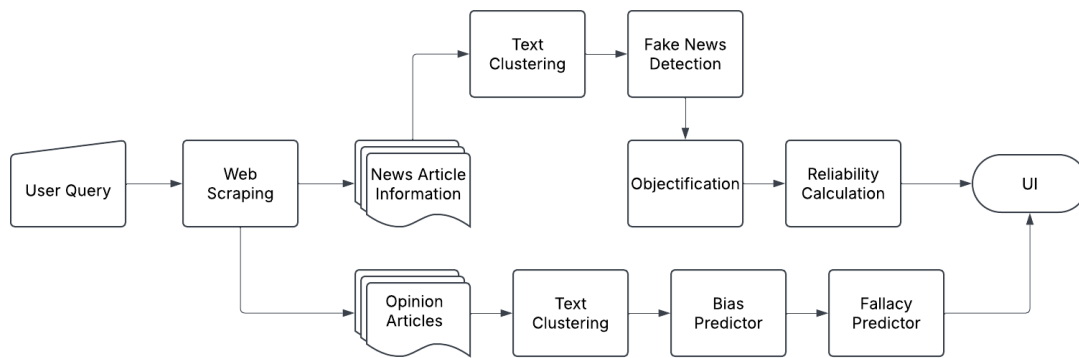 Text
Clustering
Fake News
Detection
User Query
Web
Scraping
News Article
Information
Objectification
Reliability
Calculation
UI
Opinion
Articles
Text
Clustering
Bias
Predictor
Fallacy
Predictor